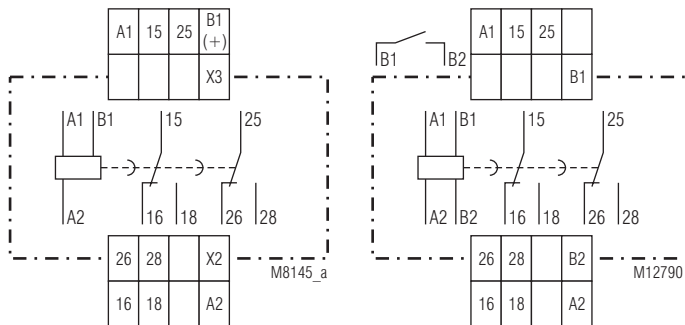 A1 15 25 B1
(+)
X3
A1 B1 15 25
A2 16 18 26 28
26 28 X2
M8145_a
16 18 A2
A1 15 25
B1 B2
B1
A1 B1 15 25
A2 B2 16 18 26 28
26 28 B2
M12790
16 18 A2